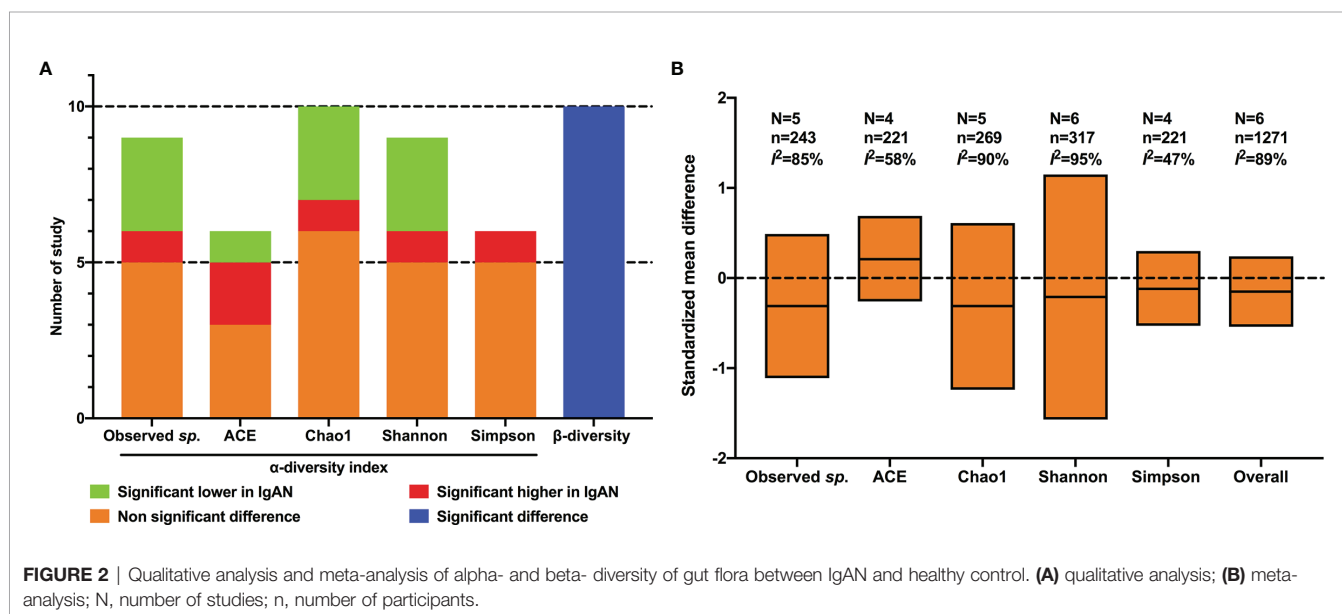 A
10
5
0
Number of study
Observed sp.
ACE
Chao1
Shannon
Simpson
β-diversity
α-diversity index
Significant lower in IgAN
Significant higher in IgAN
Non significant difference
Significant difference
B
2
1
0
-1
-2
Standardized mean difference
N=5
n=243
I²=85%
N=4
n=221
I²=58%
N=5
n=269
I²=90%
N=6
n=317
I²=95%
N=4
n=221
I²=47%
N=6
n=1271
I²=89%
Observed sp.
ACE
Chao1
Shannon
Simpson
Overall
FIGURE 2 | Qualitative analysis and meta-analysis of alpha- and beta- diversity of gut flora between IgAN and healthy control. (A) qualitative analysis; (B) meta-
analysis; N, number of studies; n, number of participants.